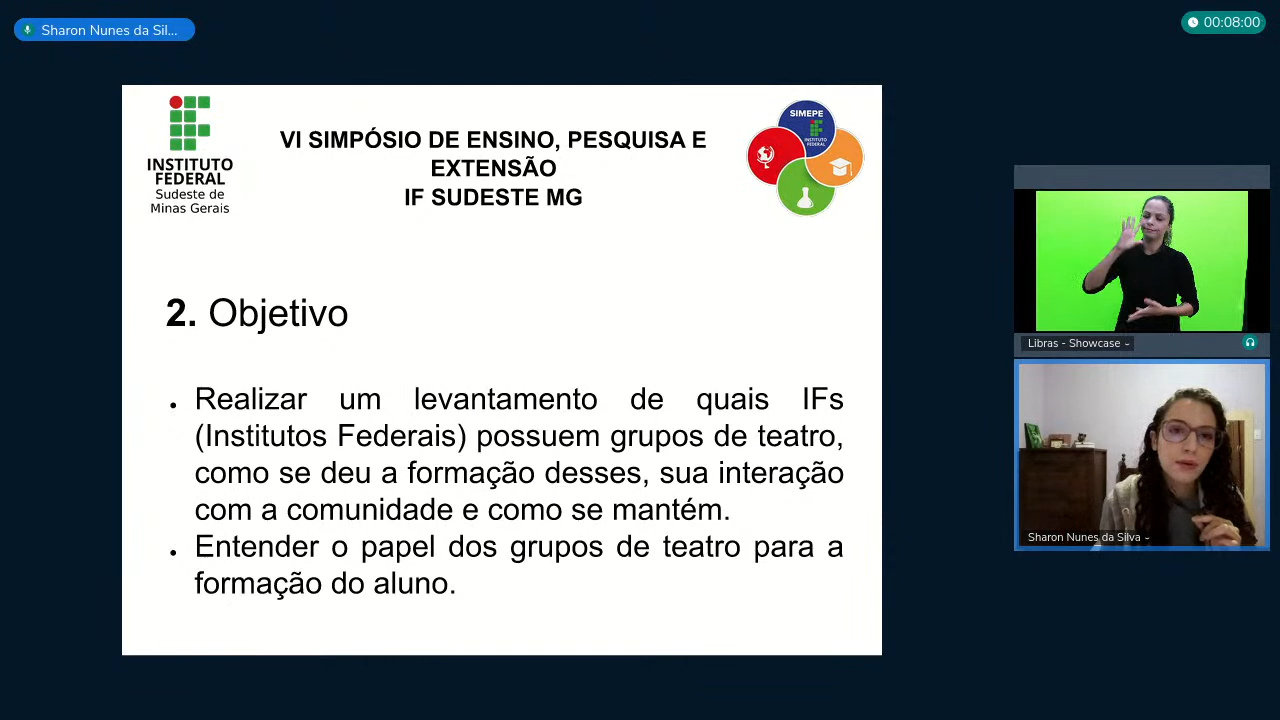 Sharon Nunes da Sil...
00:08:00
INSTITUTO
FEDERAL
Sudeste de
Minas Gerais
VI SIMPÓSIO DE ENSINO, PESQUISA E
EXTENSÃO
IF SUDESTE MG
SIMEPE
INSTITUTO
FEDERAL
2. Objetivo
• Realizar um levantamento de quais IFs
(Institutos Federais) possuem grupos de teatro,
como se deu a formação desses, sua interação
com a comunidade e como se mantém.
• Entender o papel dos grupos de teatro para a
formação do aluno.
Libras - Showcase
Sharon Nunes da Silva